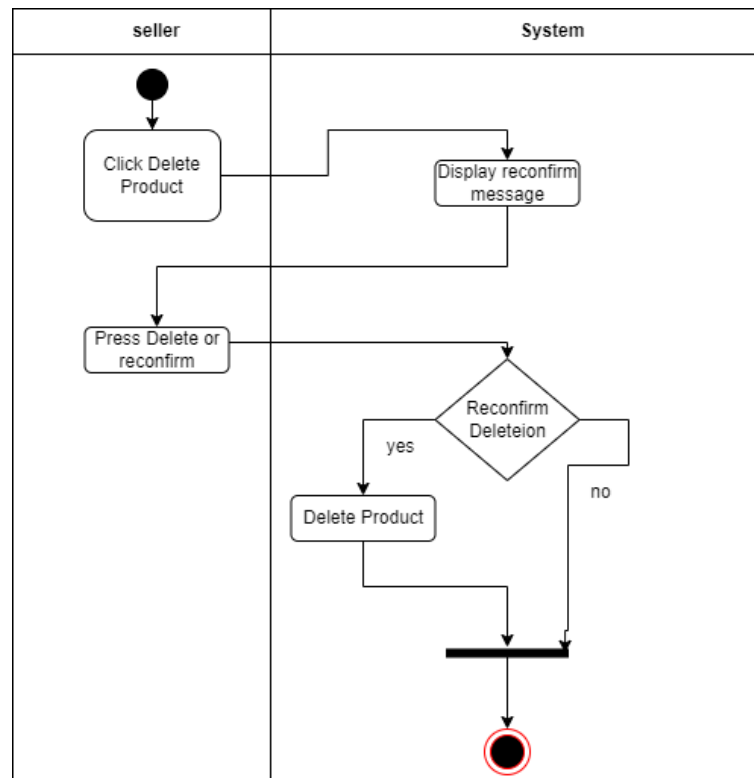 seller
System
Click Delete
Product
Display reconfirm
message
Press Delete or
reconfirm
Reconfirm
Deleteion
yes
no
Delete Product